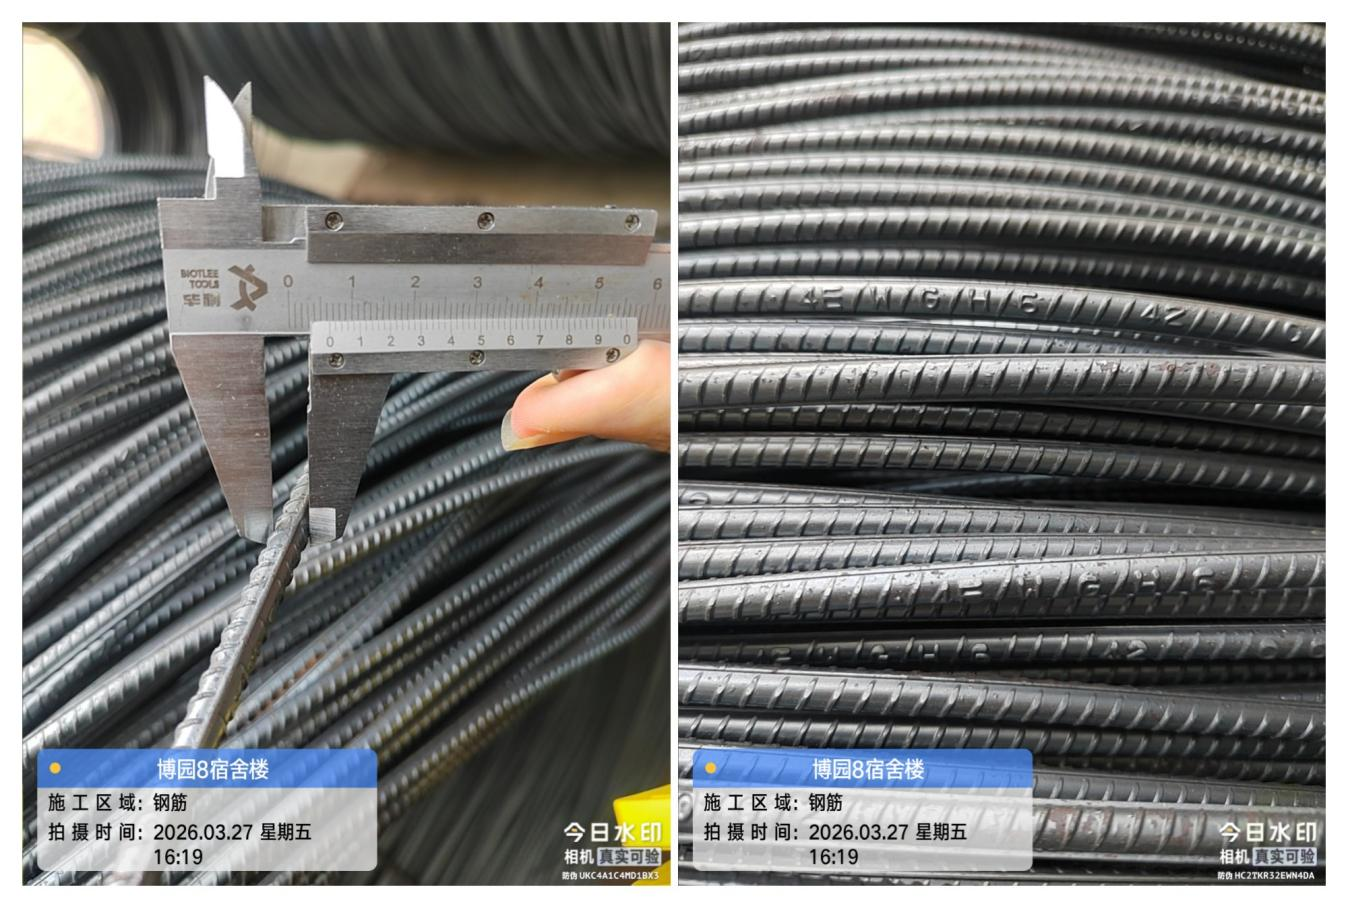 BIOTLEE
TOOLS
0 1 2 3 4 5 6
0 1 2 3 4 5 6 7 8 9 0
博园8宿舍楼
施工区域：钢筋
拍摄时间：2026.03.27 星期五
16:19
今日水印
相机 真实可验
防伪 UKC4A1C4MD1BX3
4E W G H 6 42
博园8宿舍楼
施工区域：钢筋
拍摄时间：2026.03.27 星期五
16:19
今日水印
相机 真实可验
防伪 HC2TKR32EWN4DA